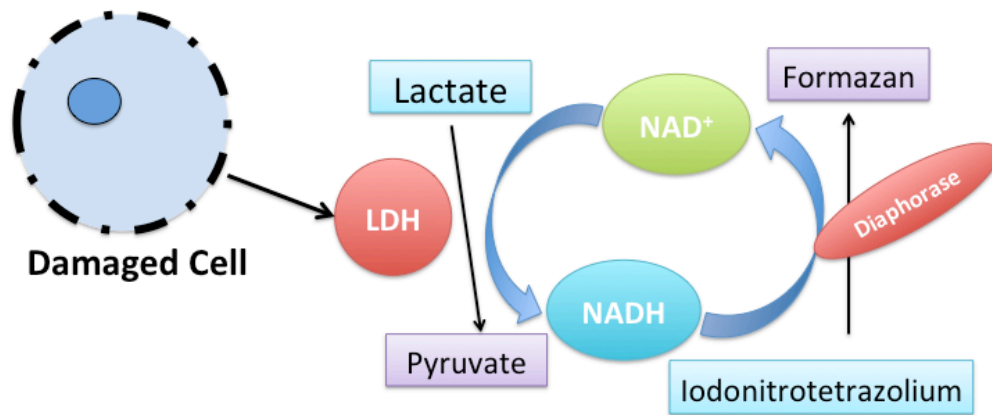 Damaged Cell
LDH
Lactate
Pyruvate
NAD⁺
NADH
Formazan
Diaphorase
Iodonitrotetrazolium